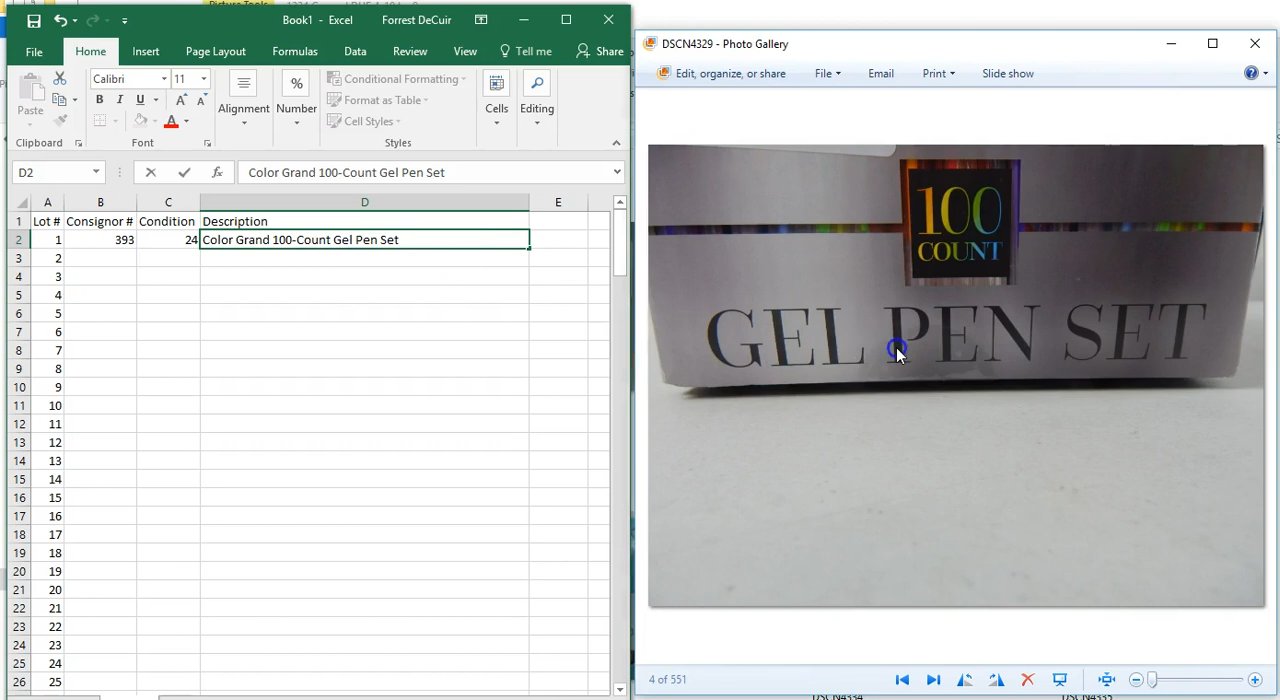 Picture Tools
Book1 - Excel
Forrest DeCuir
File
Home
Insert
Page Layout
Formulas
Data
Review
View
Tell me
Share
Paste
Calibri
11
B I U
Alignment
%
Number
Conditional Formatting
Format as Table
Cell Styles
Cells
Editing
Clipboard
Font
Styles
D2
fx
Color Grand 100-Count Gel Pen Set
A B C D E
1 Lot # Consignor # Condition Description
2 1 393 24 Color Grand 100-Count Gel Pen Set
3 2
4 3
5 4
6 5
7 6
8 7
9 8
10 9
11 10
12 11
13 12
14 13
15 14
16 15
17 16
18 17
19 18
20 19
21 20
22 21
23 22
24 23
25 24
26 25
DSCN4329 - Photo Gallery
Edit, organize, or share
File
Email
Print
Slide show
100
COUNT
GEL PEN SET
4 of 551
DSCN4334
DSCN4335